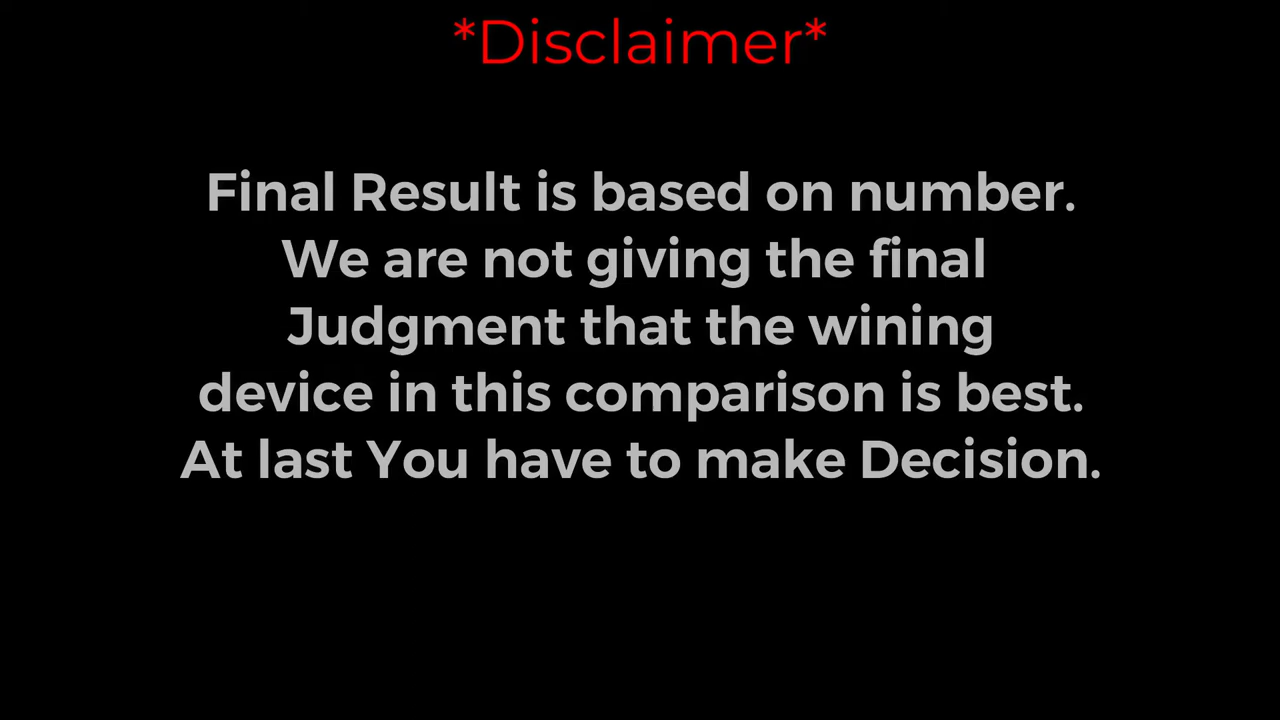 *Disclaimer*
Final Result is based on number.
We are not giving the final
Judgment that the wining
device in this comparison is best.
At last You have to make Decision.